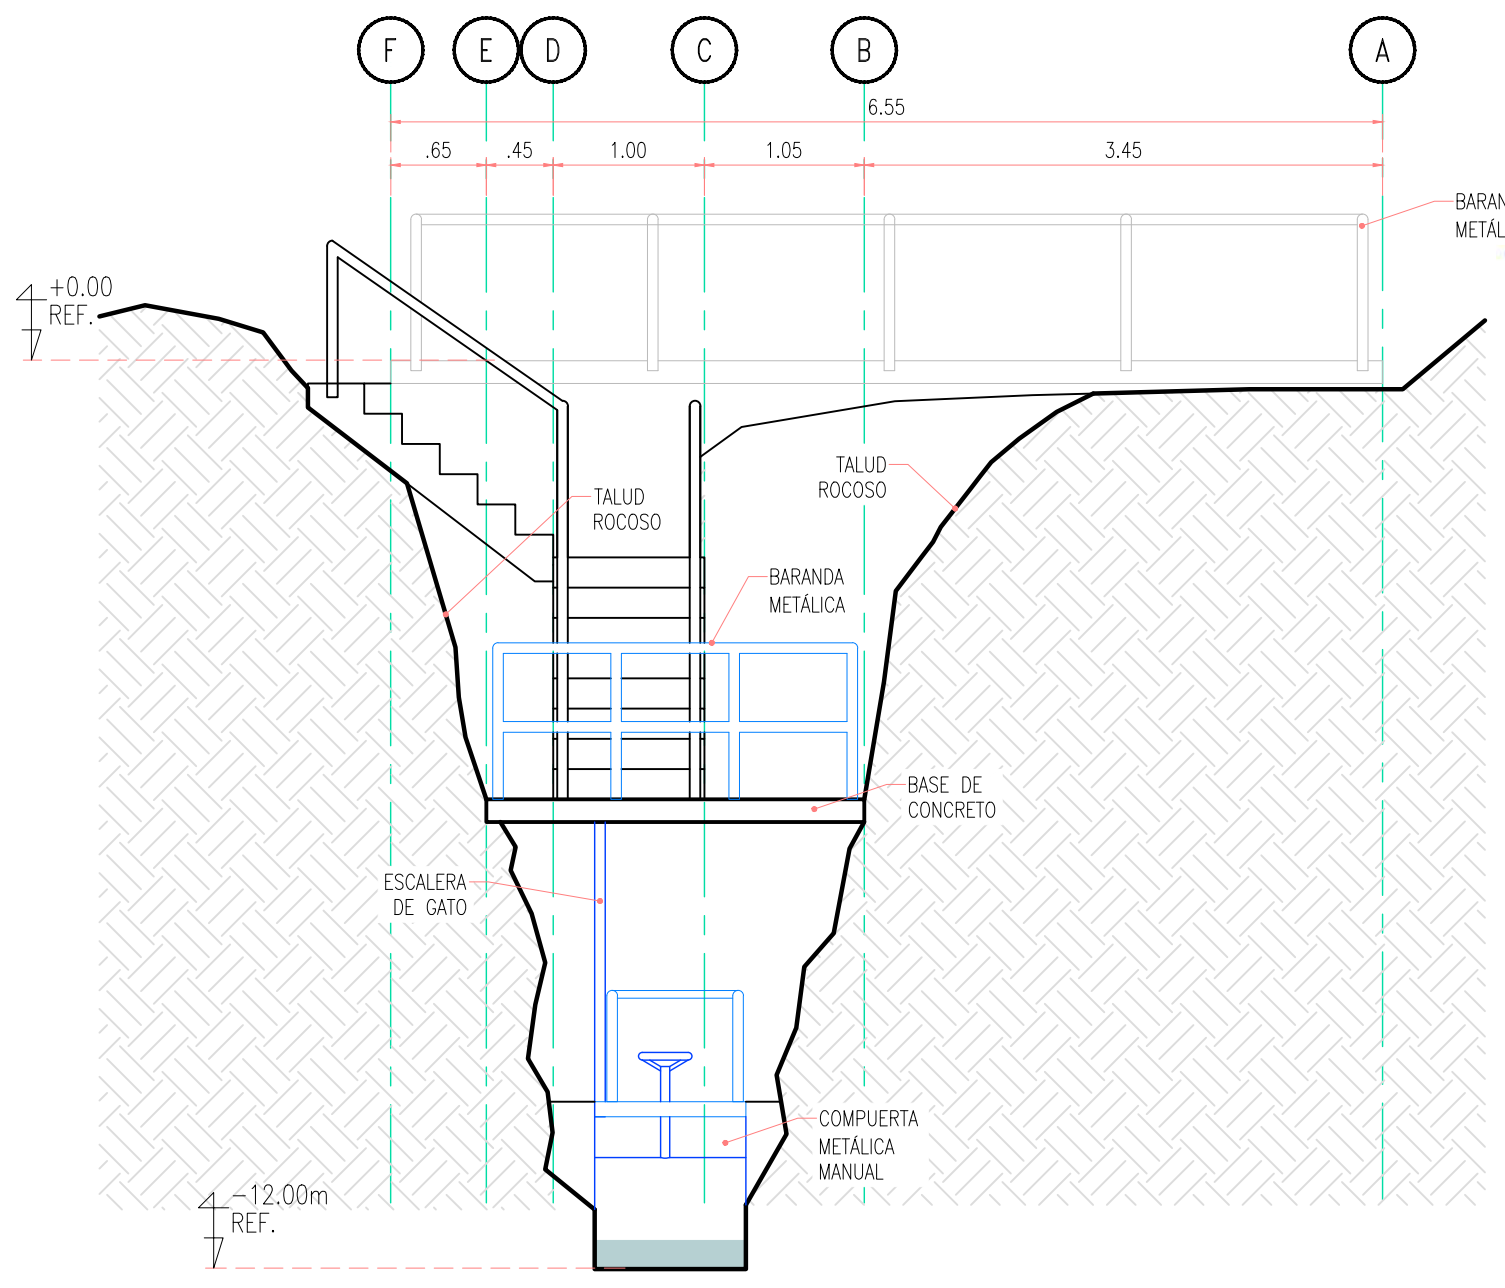 F E D C B A
6.55
.65 .45 1.00 1.05 3.45
METÁL
+0.00
REF.
TALUD
ROCOSO
TALUD
ROCOSO
BARANDA
METÁLICA
BASE DE
CONCRETO
ESCALERA
DE GATO
COMPUERTA
METÁLICA
MANUAL
-12.00m
REF.